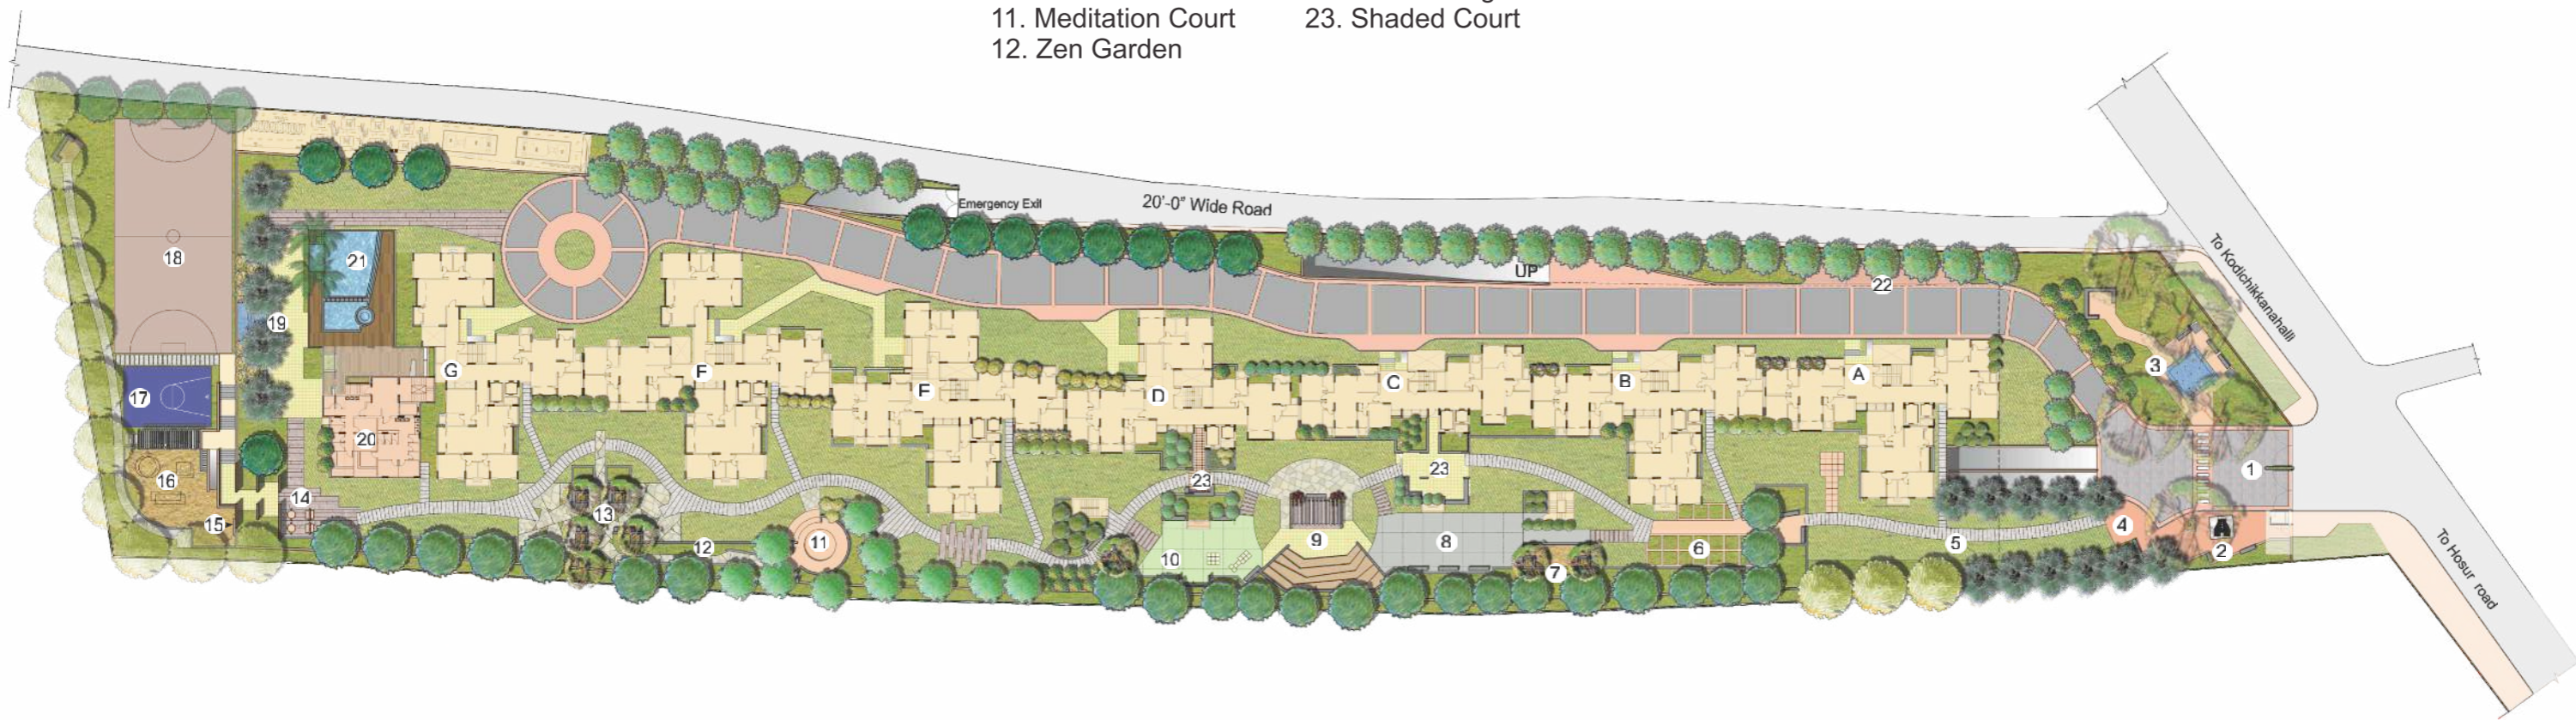 11. Meditation Court 23. Shaded Court
12. Zen Garden
Emergency Exit
20'-0" Wide Road
To Kodichikkanahalli
18
21
UP
22
19
3
G
F
E
D
C
B
A
17
20
16
14
15
13
12
11
23
10
9
23
8
7
6
5
4
1
2
To Hosur road